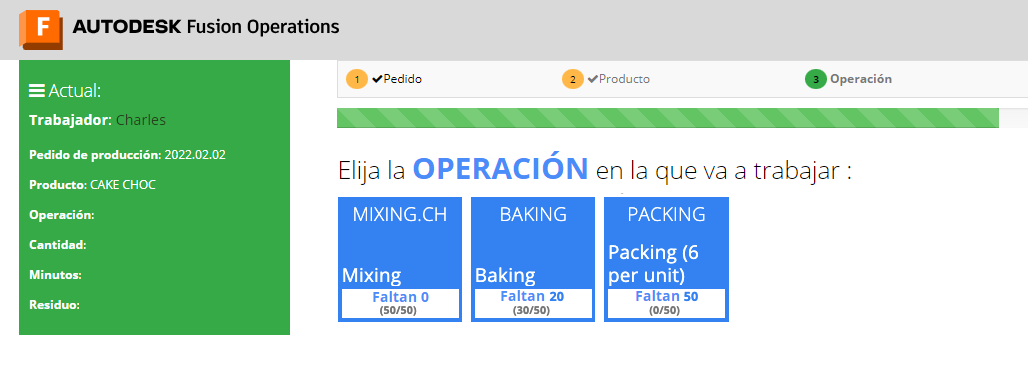 F AUTODESK Fusion Operations
Actual:
Trabajador: Charles
Pedido de producción: 2022.02.02
Producto: CAKE CHOC
Operación:
Cantidad:
Minutos:
Residuo:
1 Pedido
2 Producto
3 Operación
Elija la OPERACIÓN en la que va a trabajar :
MIXING.CH
Mixing
Faltan 0
(50/50)
BAKING
Baking
Faltan 20
(30/50)
PACKING
Packing (6
per unit)
Faltan 50
(0/50)